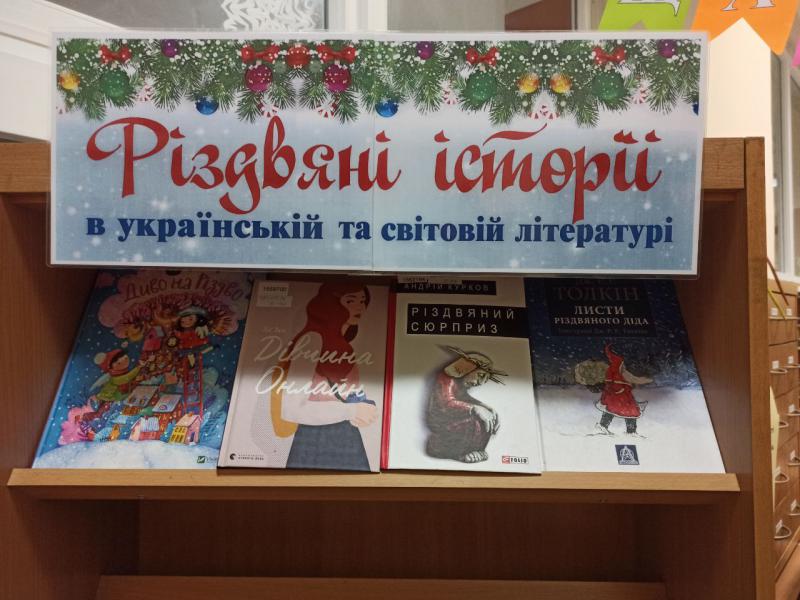 Різдвяні історії
в українській та світовій літературі
Диво на Різдво
Дівчина
Онлайн
АНДРІЙ КУРКОВ
РІЗДВЯНИЙ
СЮРПРИЗ
FOLIO
ТОЛКІН
ЛИСТИ
РІЗДВЯНОГО ДІДА
А